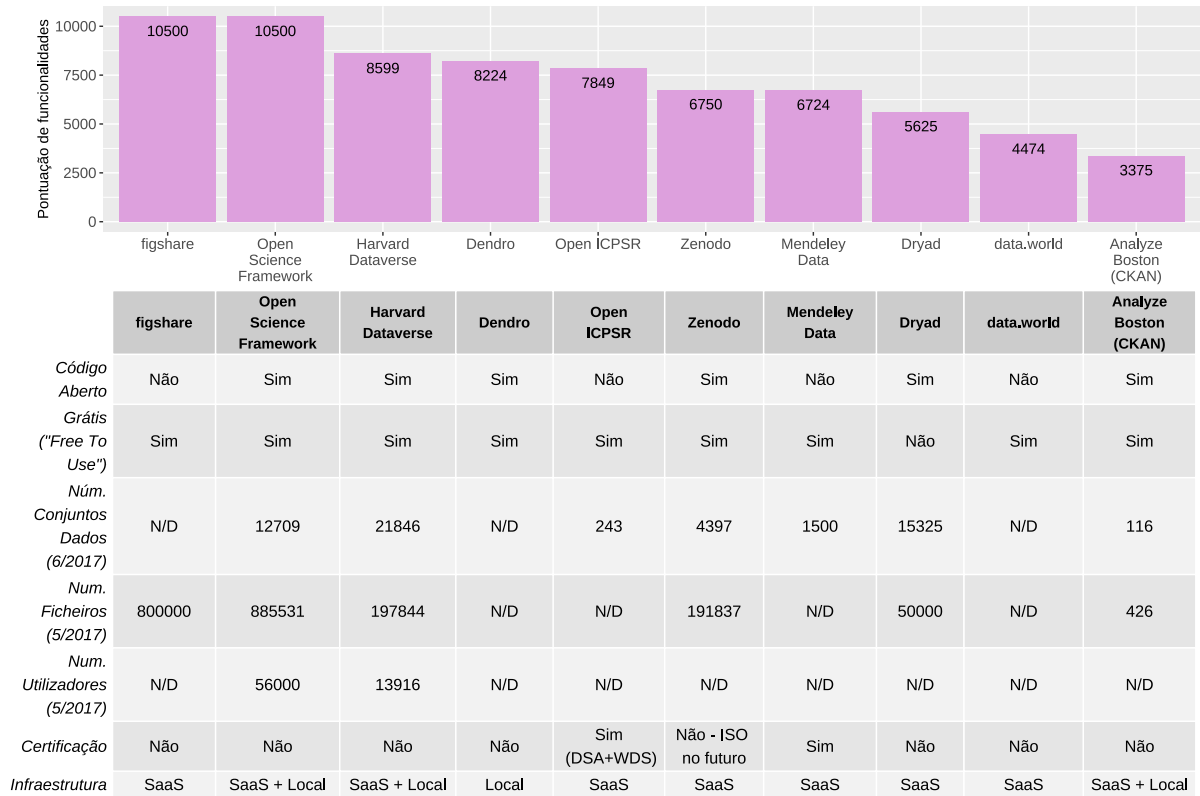 Pontuação de funcionalidades
10000
7500
5000
2500
0
10500
10500
8599
8224
7849
6750
6724
5625
4474
3375
figshare
Open
Science
Framework
Harvard
Dataverse
Dendro
Open ICPSR
Zenodo
Mendeley
Data
Dryad
data.world
Analyze
Boston
(CKAN)
figshare
Open
Science
Framework
Harvard
Dataverse
Dendro
Open
ICPSR
Zenodo
Mendeley
Data
Dryad
data.world
Analyze
Boston
(CKAN)
Código
Aberto
Não Sim Sim Sim Não Sim Não Sim Não Sim
Grátis
("Free To
Use")
Sim Sim Sim Sim Sim Sim Sim Não Sim Sim
Núm.
Conjuntos
Dados
(6/2017)
N/D 12709 21846 N/D 243 4397 1500 15325 N/D 116
Num.
Ficheiros
(5/2017)
800000 885531 197844 N/D N/D 191837 N/D 50000 N/D 426
Num.
Utilizadores
(5/2017)
N/D 56000 13916 N/D N/D N/D N/D N/D N/D N/D
Certificação
Não Não Não Não
Sim
(DSA+WDS)
Não - ISO
no futuro
Sim Não Não Não
Infraestrutura SaaS SaaS + Local SaaS + Local Local SaaS SaaS SaaS SaaS SaaS SaaS + Local